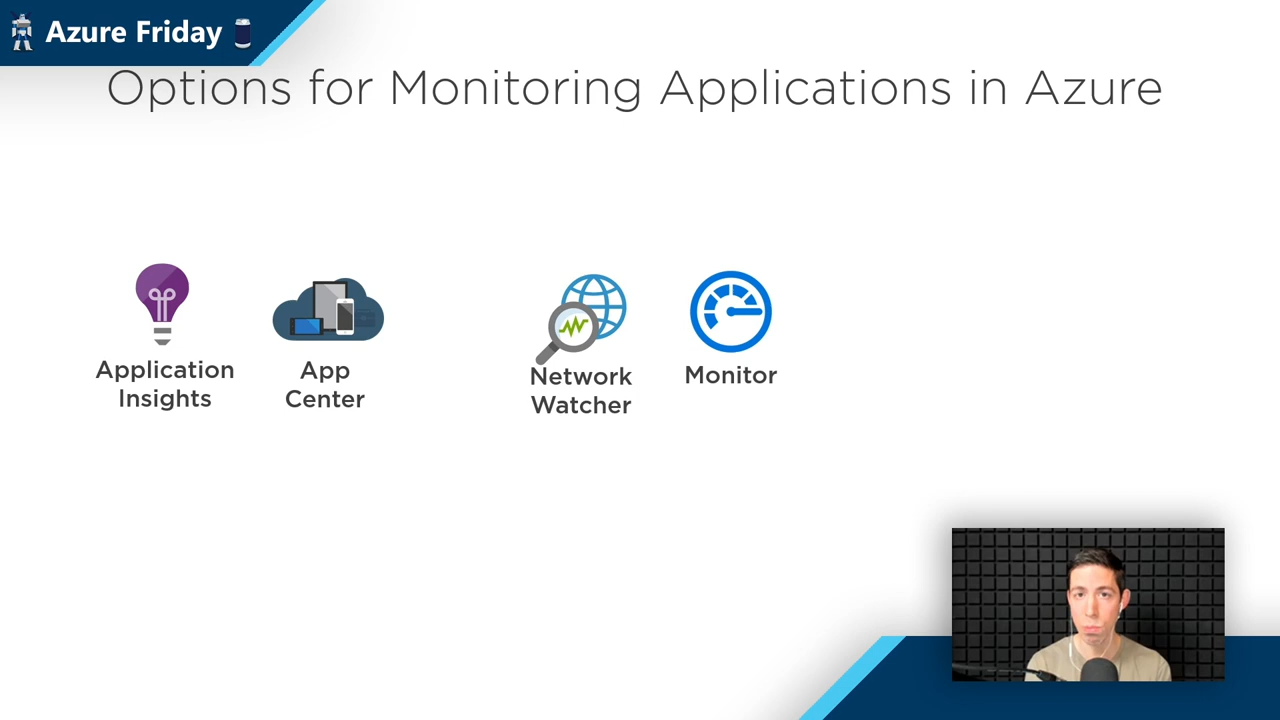 Azure Friday
Options for Monitoring Applications in Azure
Application
Insights
App
Center
Network
Watcher
Monitor